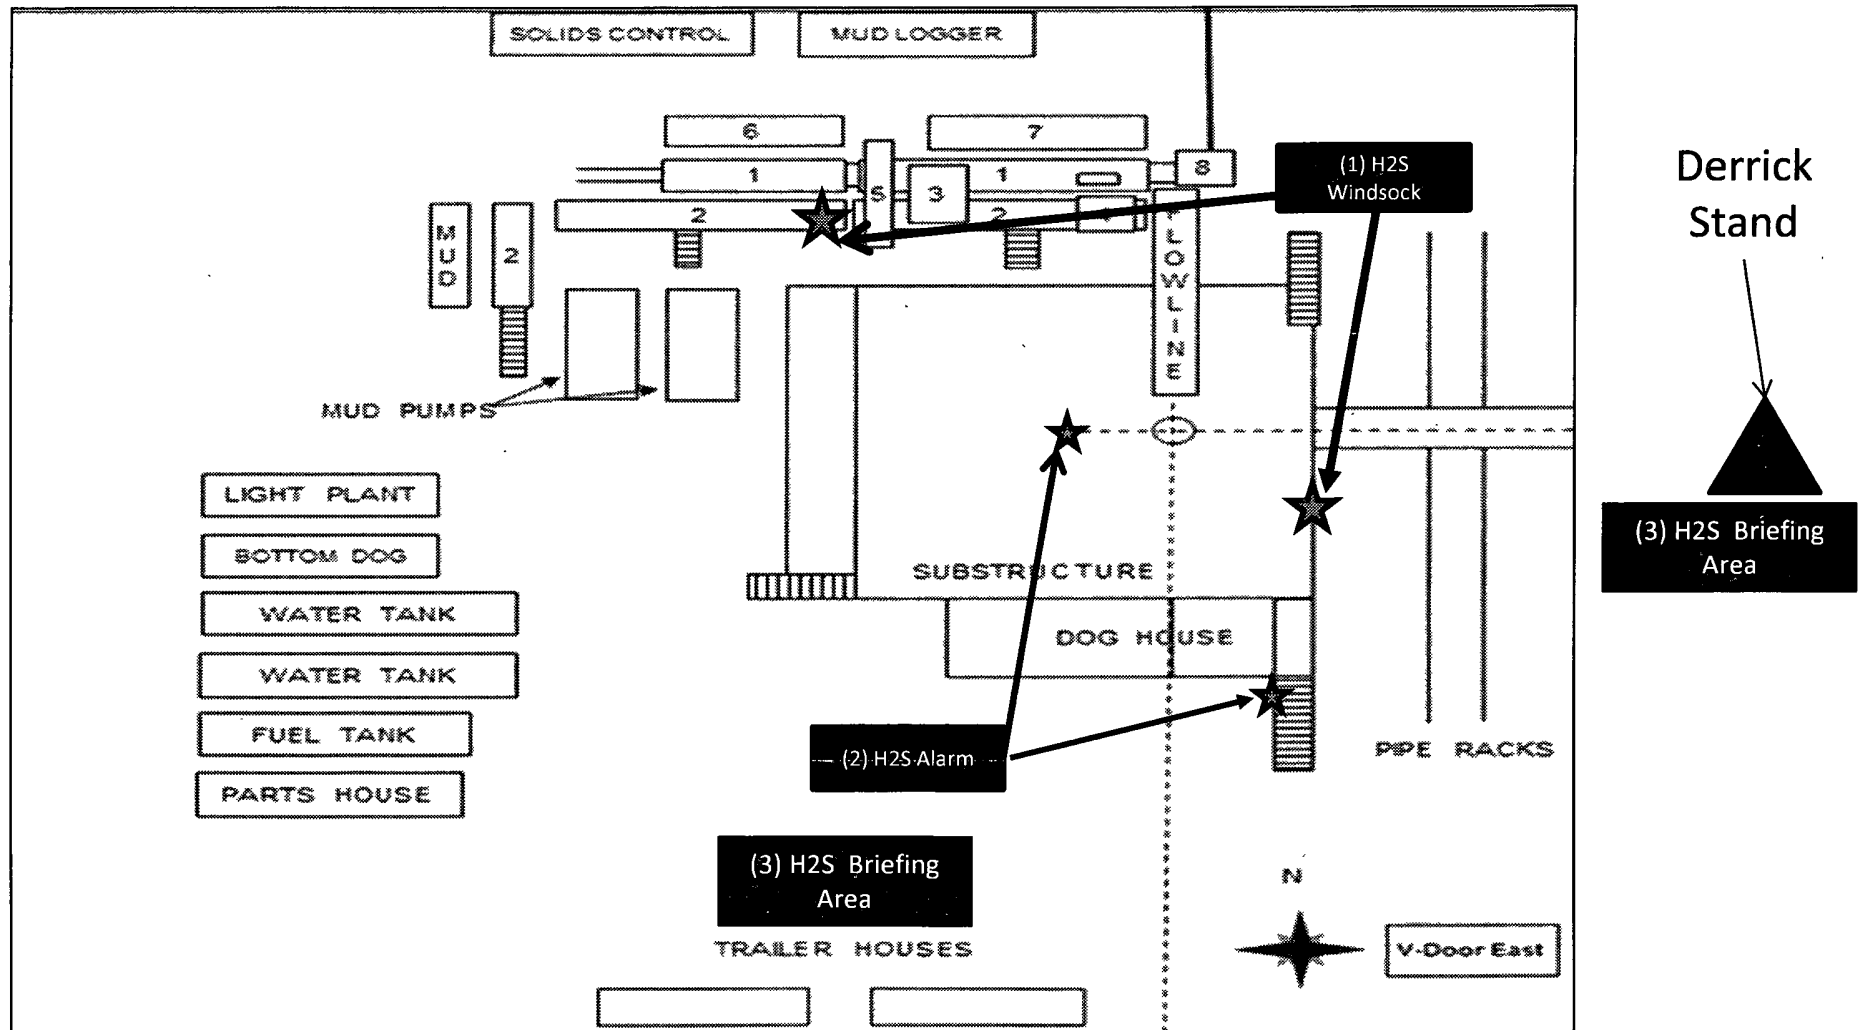 SOLIDS CONTROL
MUD LOGGER
6
7
1
1
8
(1) H2S
Windsock
Derrick
Stand
5
3
2
2
MUD
2
FLOWLINE
MUD PUMPS
LIGHT PLANT
BOTTOM DOG
WATER TANK
WATER TANK
FUEL TANK
PARTS HOUSE
SUBSTRUCTURE
DOG HOUSE
(3) H2S Briefing
Area
PIPE RACKS
(2) H2S Alarm
(3) H2S Briefing
Area
TRAILER HOUSES
N
V-Door East